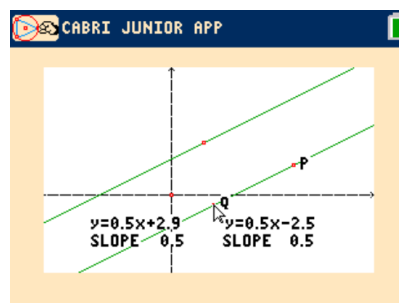 CABRI JUNIOR APP
P
Q
y=0.5x+2.9 y=0.5x-2.5
SLOPE 0.5 SLOPE 0.5